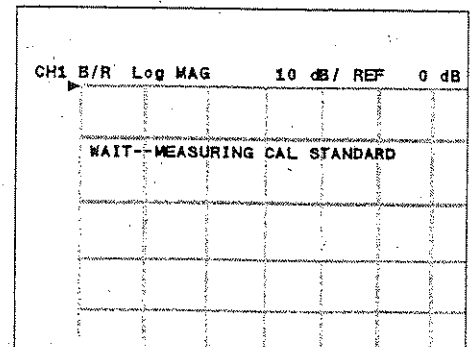 CH1 B/R Log MAG 10 dB/ REF 0 dB
WAIT--MEASURING CAL STANDARD